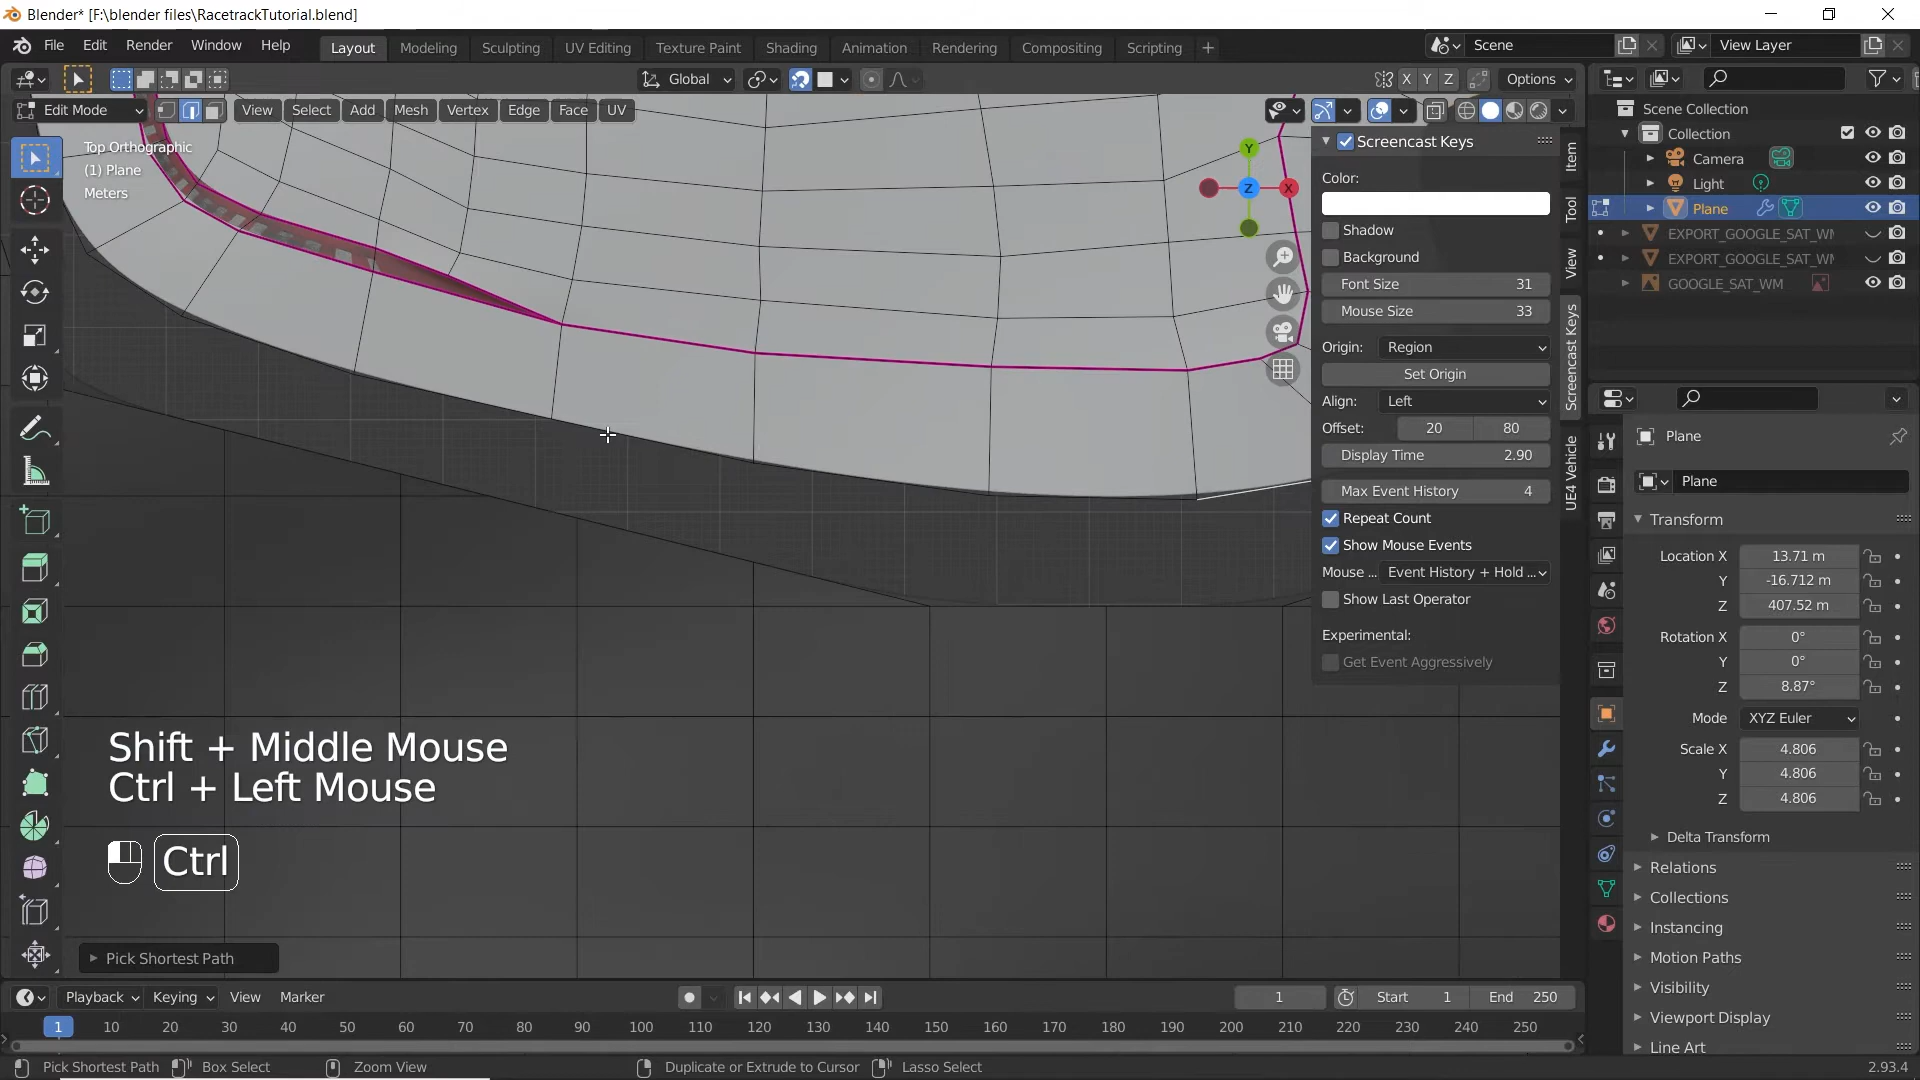 Blender* [F:\blender files\RacetrackTutorial.blend]
File Edit Render Window Help Layout Modeling Sculpting UV Editing Texture Paint Shading Animation Rendering Compositing Scripting + Scene View Layer
Global X Y Z Options
Edit Mode View Select Add Mesh Vertex Edge Face UV
Top Orthographic
(1) Plane
Meters
Y
X
Z
Screencast Keys
Color:
Shadow
Background
Font Size 31
Mouse Size 33
Origin: Region
Set Origin
Align: Left
Offset: 20 80
Display Time 2.90
Max Event History 4
Repeat Count
Show Mouse Events
Mouse ... Event History + Hold ...
Show Last Operator
Experimental:
Get Event Aggressively
Item
Tool
View
Screencast Keys
UE4 Vehicle
Scene Collection
Collection
Camera
Light
Plane
EXPORT_GOOGLE_SAT_WM
EXPORT_GOOGLE_SAT_WM
GOOGLE_SAT_WM
Plane
Plane
Transform
Location X 13.71 m
Y -16.712 m
Z 407.52 m
Rotation X 0°
Y 0°
Z 8.87°
Mode XYZ Euler
Scale X 4.806
Y 4.806
Z 4.806
Delta Transform
Relations
Collections
Instancing
Motion Paths
Visibility
Viewport Display
Line Art
Shift + Middle Mouse
Ctrl + Left Mouse
Ctrl
Pick Shortest Path
Playback Keying View Marker 1 Start 1 End 250
1 10 20 30 40 50 60 70 80 90 100 110 120 130 140 150 160 170 180 190 200 210 220 230 240 250
Pick Shortest Path Box Select Zoom View Duplicate or Extrude to Cursor Lasso Select 2.93.4